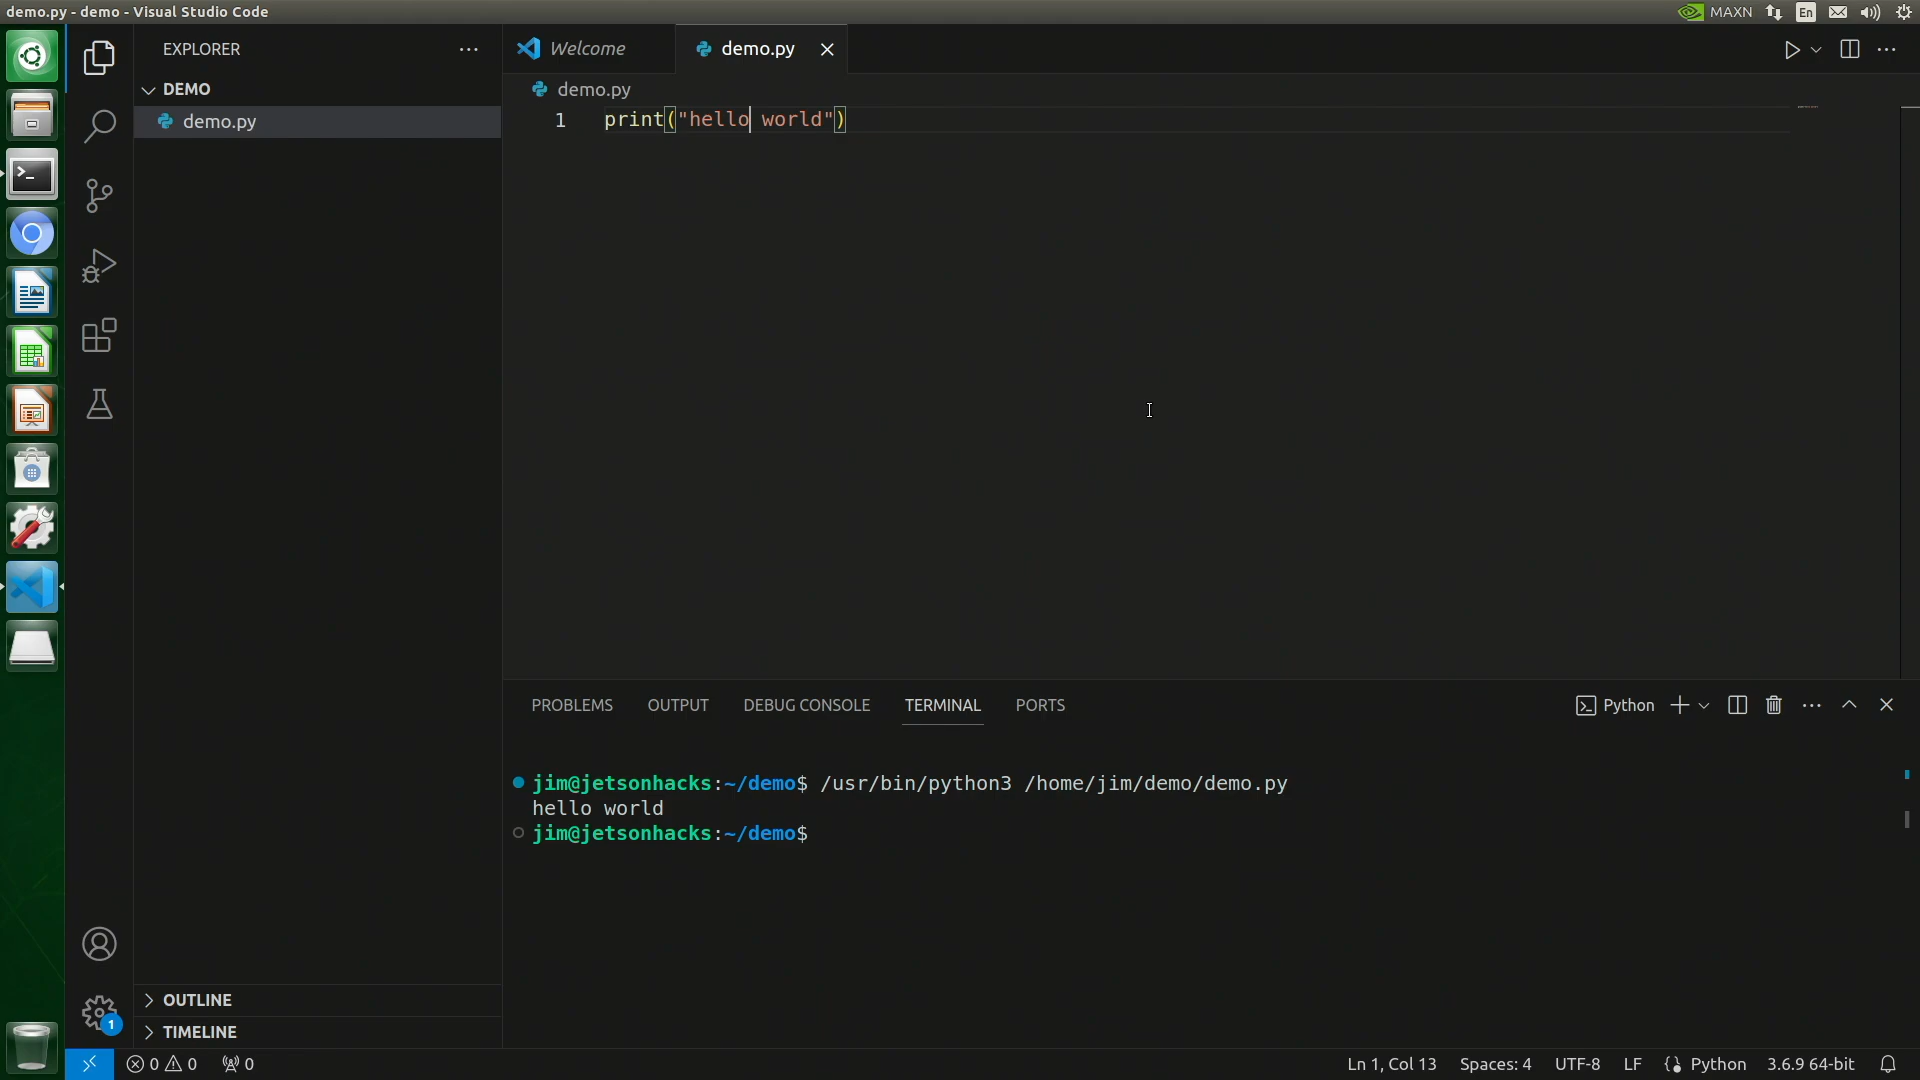 demo.py - demo - Visual Studio Code
MAXN
En
EXPLORER
DEMO
demo.py
OUTLINE
TIMELINE
1
Welcome
demo.py
demo.py
1 print("hello world")
PROBLEMS OUTPUT DEBUG CONSOLE TERMINAL PORTS
Python
jim@jetsonhacks:~/demo$ /usr/bin/python3 /home/jim/demo/demo.py
hello world
jim@jetsonhacks:~/demo$
0 0 0
Ln 1, Col 13 Spaces: 4 UTF-8 LF Python 3.6.9 64-bit